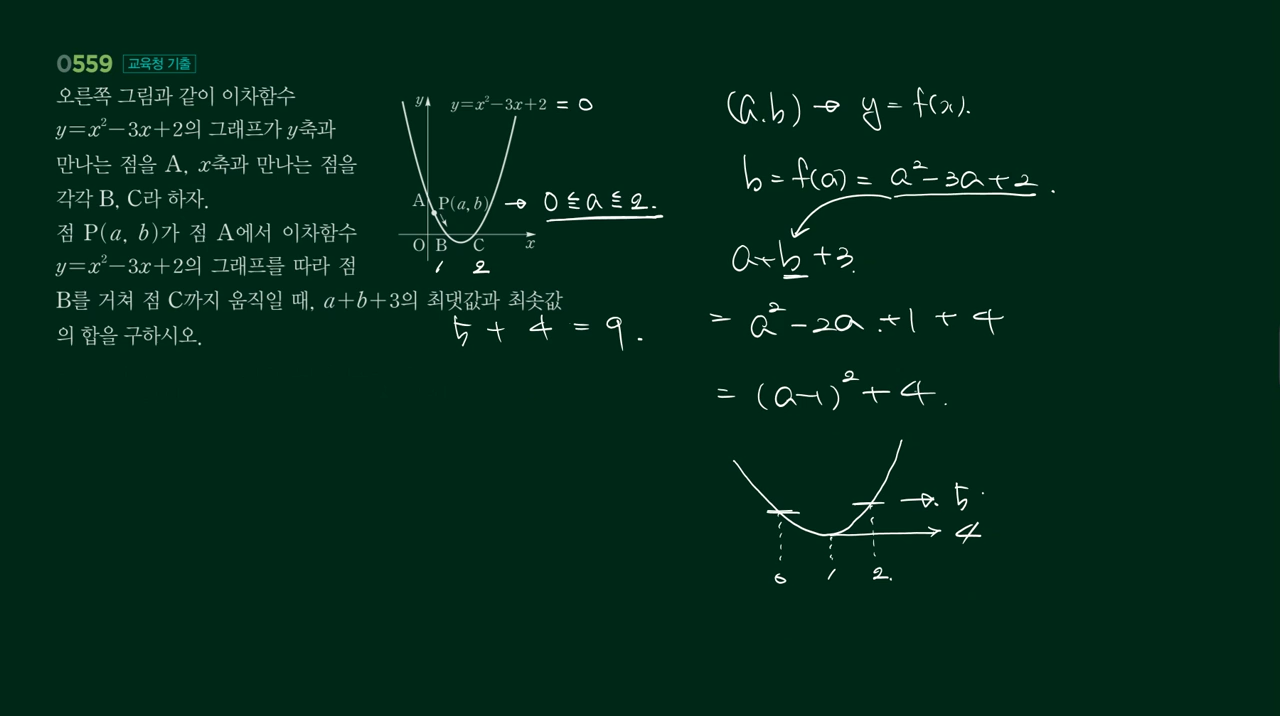 0559 교육청 기출
오른쪽 그림과 같이 이차함수
y=x²-3x+2의 그래프가 y축과
만나는 점을 A, x축과 만나는 점을
각각 B, C라 하자.
점 P(a, b)가 점 A에서 이차함수
y=x²-3x+2의 그래프를 따라 점
B를 거쳐 점 C까지 움직일 때, a+b+3의 최댓값과 최솟값
의 합을 구하시오.
y
y=x²-3x+2 = 0
A P(a, b) → 0 ≦ a ≦ 2.
O B C x
1 2
5 + 4 = 9.
(a.b) → y = f(x).
b = f(a) = a²-3a+2.
a+b+3.
= a²-2a+1+4
= (a-1)²+4.
→ 5
4
0 1 2.